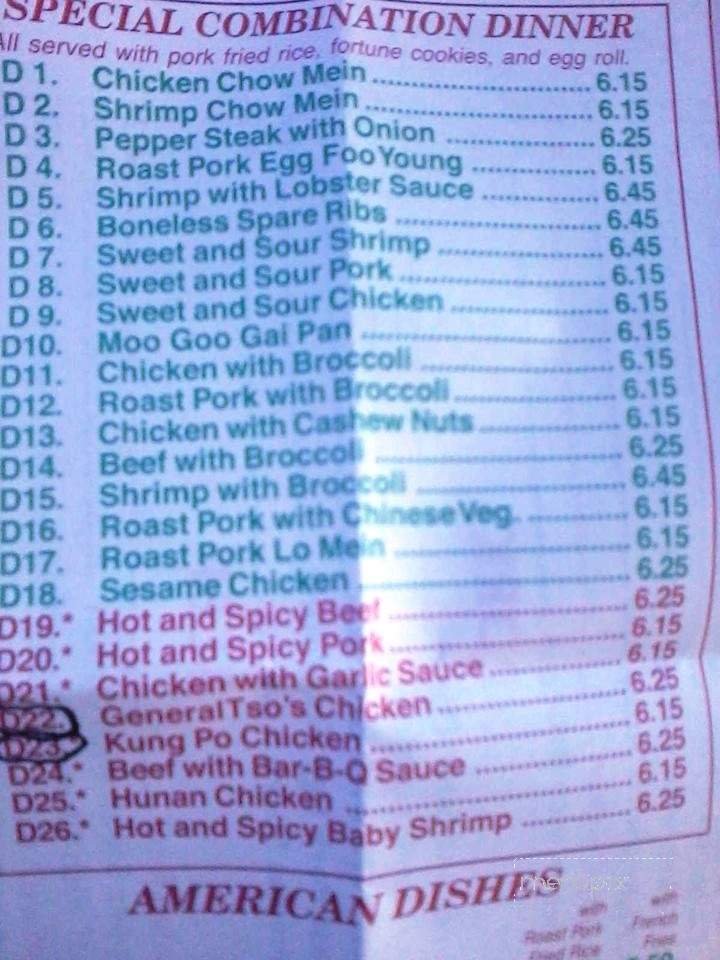 SPECIAL COMBINATION DINNER
All served with pork fried rice, fortune cookies, and egg roll.
D 1. Chicken Chow Mein 6.15
D 2. Shrimp Chow Mein 6.15
D 3. Pepper Steak with Onion 6.25
D 4. Roast Pork Egg Foo Young 6.15
D 5. Shrimp with Lobster Sauce 6.45
D 6. Boneless Spare Ribs 6.45
D 7. Sweet and Sour Shrimp 6.45
D 8. Sweet and Sour Pork 6.15
D 9. Sweet and Sour Chicken 6.15
D10. Moo Goo Gai Pan 6.15
D11. Chicken with Broccoli 6.15
D12. Roast Pork with Broccoli 6.15
D13. Chicken with Cashew Nuts 6.15
D14. Beef with Broccoli 6.25
D15. Shrimp with Broccoli 6.45
D16. Roast Pork with Chinese Veg. 6.15
D17. Roast Pork Lo Mein 6.15
D18. Sesame Chicken 6.25
D19.* Hot and Spicy Beef 6.25
D20.* Hot and Spicy Pork 6.15
D21.* Chicken with Garlic Sauce 6.15
D22. General Tso's Chicken 6.25
D23. Kung Po Chicken 6.15
D24.* Beef with Bar-B-Q Sauce 6.25
D25.* Hunan Chicken 6.15
D26.* Hot and Spicy Baby Shrimp 6.25
AMERICAN DISHES
menupix
with with
Roast Pork French
Fried Rice Fries